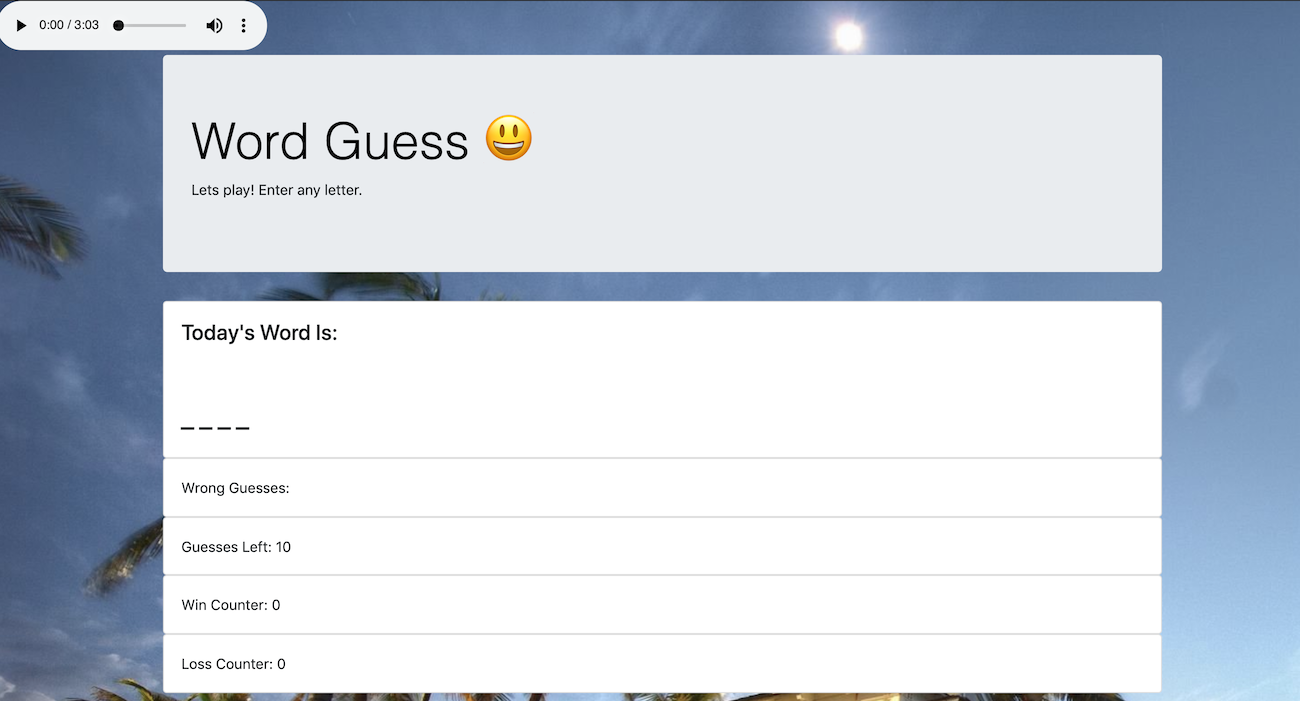 0:00 / 3:03
Word Guess 😃
Lets play! Enter any letter.
Today's Word Is:
_ _ _ _
Wrong Guesses:
Guesses Left: 10
Win Counter: 0
Loss Counter: 0